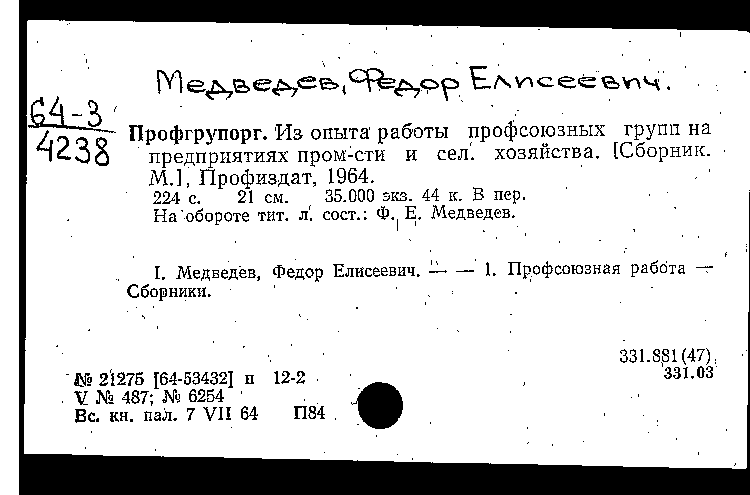 Медведев, Федор Елисеевич.
64-3
4238
Профгрупорг. Из опыта работы профсоюзных групп на
предприятиях пром-сти и сел. хозяйства. [Сборник.
М.], Профиздат, 1964.
224 с. 21 см. 35.000 экз. 44 к. В пер.
На обороте тит. л. сост.: Ф. Е. Медведев.
I. Медведев, Федор Елисеевич. — — 1. Профсоюзная работа —
Сборники.
331.881(47)
331.03
№ 21275 [64-53432] п 12-2
V № 487; № 6254
Вс. кн. пал. 7 VII 64 П84